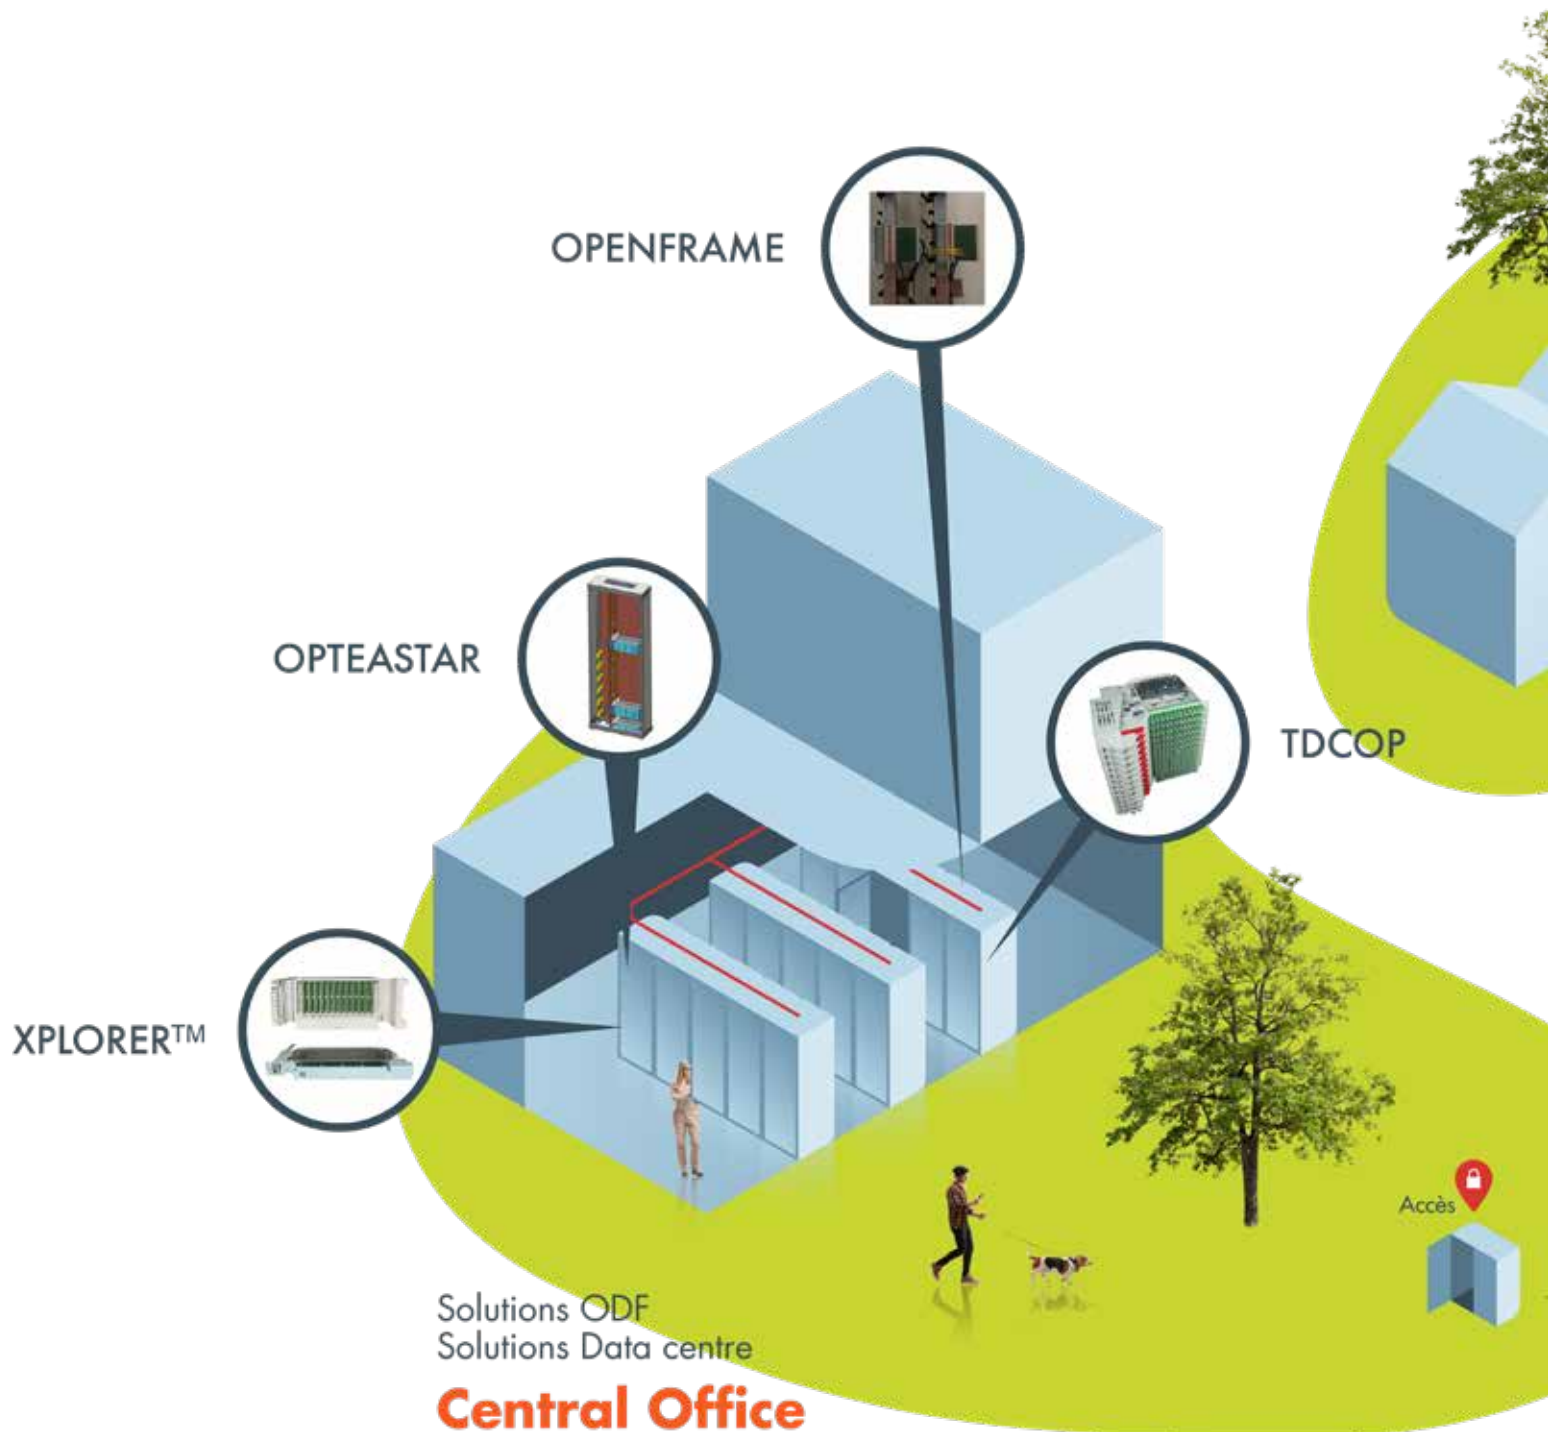 OPENFRAME
OPTEASTAR
TDCOP
XPLORER™
Accès
Solutions ODF
Solutions Data centre
Central Office